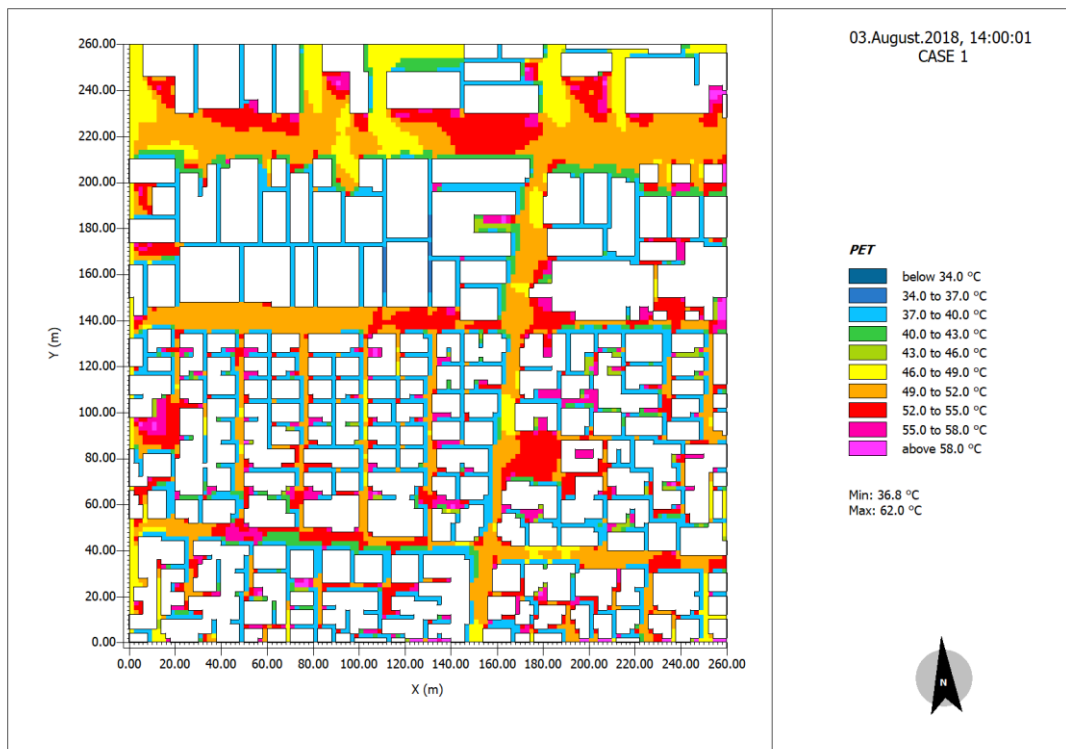 03.August.2018, 14:00:01
CASE 1
260.00
240.00
220.00
200.00
180.00
160.00
140.00
120.00
100.00
80.00
60.00
40.00
20.00
0.00
Y (m)
0.00 20.00 40.00 60.00 80.00 100.00 120.00 140.00 160.00 180.00 200.00 220.00 240.00 260.00
X (m)
PET
below 34.0 °C
34.0 to 37.0 °C
37.0 to 40.0 °C
40.0 to 43.0 °C
43.0 to 46.0 °C
46.0 to 49.0 °C
49.0 to 52.0 °C
52.0 to 55.0 °C
55.0 to 58.0 °C
above 58.0 °C
Min: 36.8 °C
Max: 62.0 °C
N